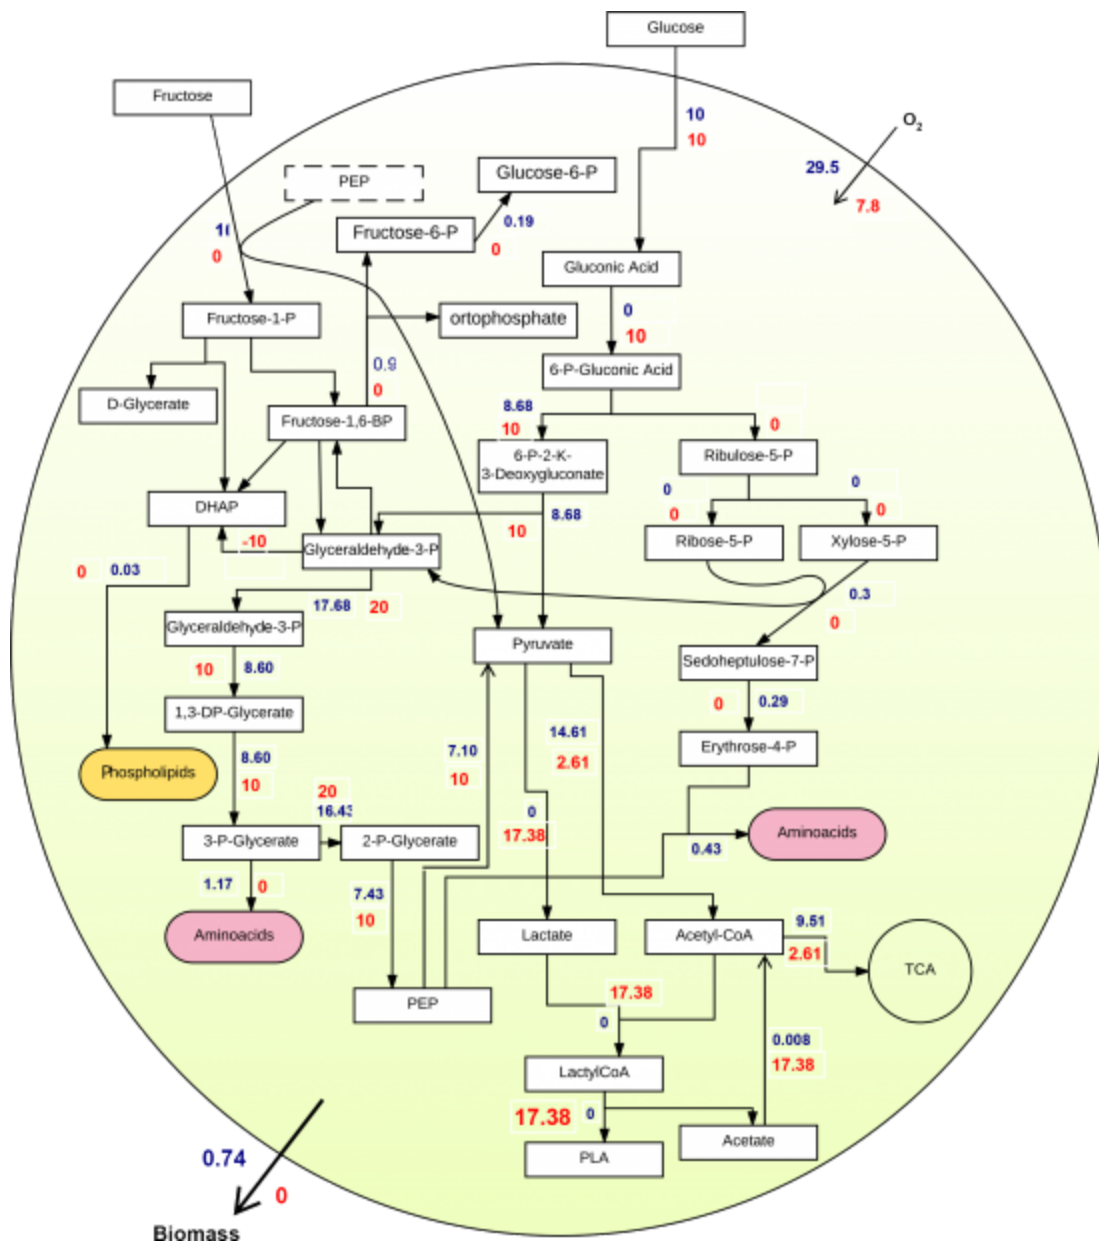 Glucose
Fructose
10
10
O2
29.5
7.8
PEP
Glucose-6-P
Fructose-6-P
0.19
0
0
Gluconic Acid
0
10
Fructose-1-P
ortophosphate
0.9
0
6-P-Gluconic Acid
D-Glycerate
Fructose-1,6-BP
8.68
10
0
6-P-2-K-
3-Deoxygluconate
Ribulose-5-P
DHAP
0
0
0
0
8.68
10
-10
Glyceraldehyde-3-P
Ribose-5-P
Xylose-5-P
0
0.03
17.68
20
0.3
0
Glyceraldehyde-3-P
Pyruvate
Sedoheptulose-7-P
10
8.60
0
0.29
1,3-DP-Glycerate
14.61
2.61
7.10
10
Erythrose-4-P
Phospholipids
8.60
10
20
16.43
0
17.38
3-P-Glycerate
2-P-Glycerate
Aminoacids
0.43
1.17
0
7.43
10
Aminoacids
Lactate
Acetyl-CoA
9.51
2.61
TCA
PEP
17.38
0
0.008
17.38
LactylCoA
17.38
0
Acetate
PLA
0.74
0
Biomass